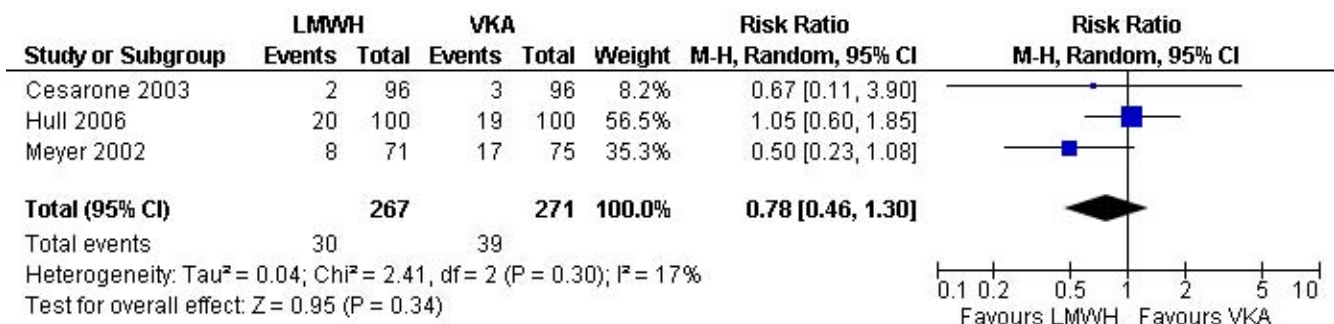 LMWH VKA Risk Ratio Risk Ratio
Study or Subgroup Events Total Events Total Weight M-H, Random, 95% CI M-H, Random, 95% CI
Cesarone 2003 2 96 3 96 8.2% 0.67 [0.11, 3.90]
Hull 2006 20 100 19 100 56.5% 1.05 [0.60, 1.85]
Meyer 2002 8 71 17 75 35.3% 0.50 [0.23, 1.08]
Total (95% CI) 267 271 100.0% 0.78 [0.46, 1.30]
Total events 30 39
Heterogeneity: Tau² = 0.04; Chi² = 2.41, df = 2 (P = 0.30); I² = 17%
Test for overall effect: Z = 0.95 (P = 0.34)
0.1 0.2 0.5 1 2 5 10
Favours LMWH Favours VKA